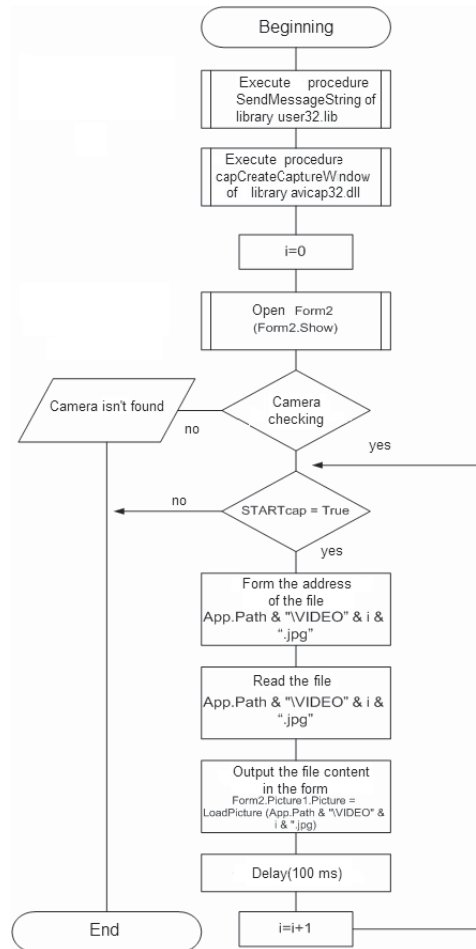 Beginning
Execute procedure
SendMessageString of
library user32.lib
Execute procedure
capCreateCaptureWindow
of library avicap32.dll
i=0
Open Form2
(Form2.Show)
Camera isn't found
no
Camera
checking
yes
no
STARTcap = True
yes
Form the address
of the file
App.Path & "\VIDEO" & i &
“.jpg”
Read the file
App.Path & "\VIDEO" & i &
“.jpg”
Output the file content
in the form
Form2.Picture1.Picture =
LoadPicture (App.Path & "\VIDEO" &
i & ".jpg)
Delay(100 ms)
End
i=i+1